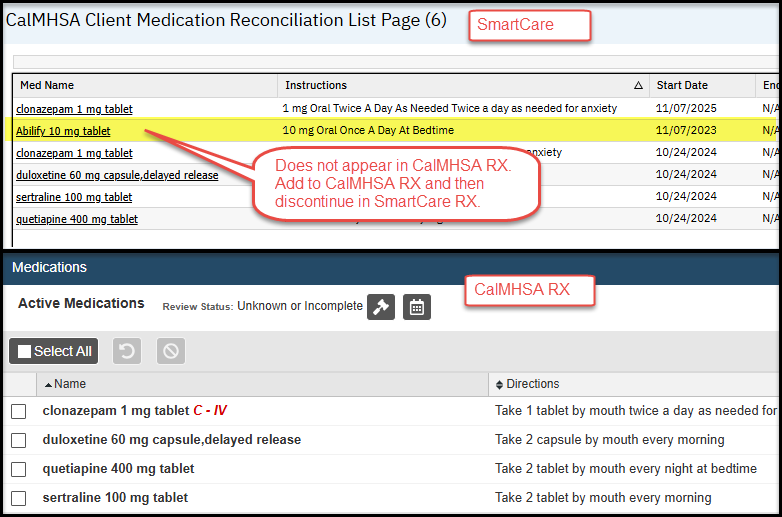 CalMHSA Client Medication Reconciliation List Page (6)
SmartCare
Med Name Instructions Start Date
clonazepam 1 mg tablet 1 mg Oral Twice A Day As Needed Twice a day as needed for anxiety 11/07/2025 N/A
Abilify 10 mg tablet 10 mg Oral Once A Day At Bedtime 11/07/2023 N/A
clonazepam 1 mg tablet anxiety 10/24/2024 N/A
duloxetine 60 mg capsule,delayed release 10/24/2024 N/A
sertraline 100 mg tablet 10/24/2024 N/A
quetiapine 400 mg tablet 10/24/2024 N/A
Does not appear in CalMHSA RX.
Add to CalMHSA RX and then
discontinue in SmartCare RX.
Medications
CalMHSA RX
Active Medications Review Status: Unknown or Incomplete
Select All
Name Directions
clonazepam 1 mg tablet C - IV Take 1 tablet by mouth twice a day as needed for
duloxetine 60 mg capsule,delayed release Take 2 capsule by mouth every morning
quetiapine 400 mg tablet Take 2 tablet by mouth every night at bedtime
sertraline 100 mg tablet Take 2 tablet by mouth every morning